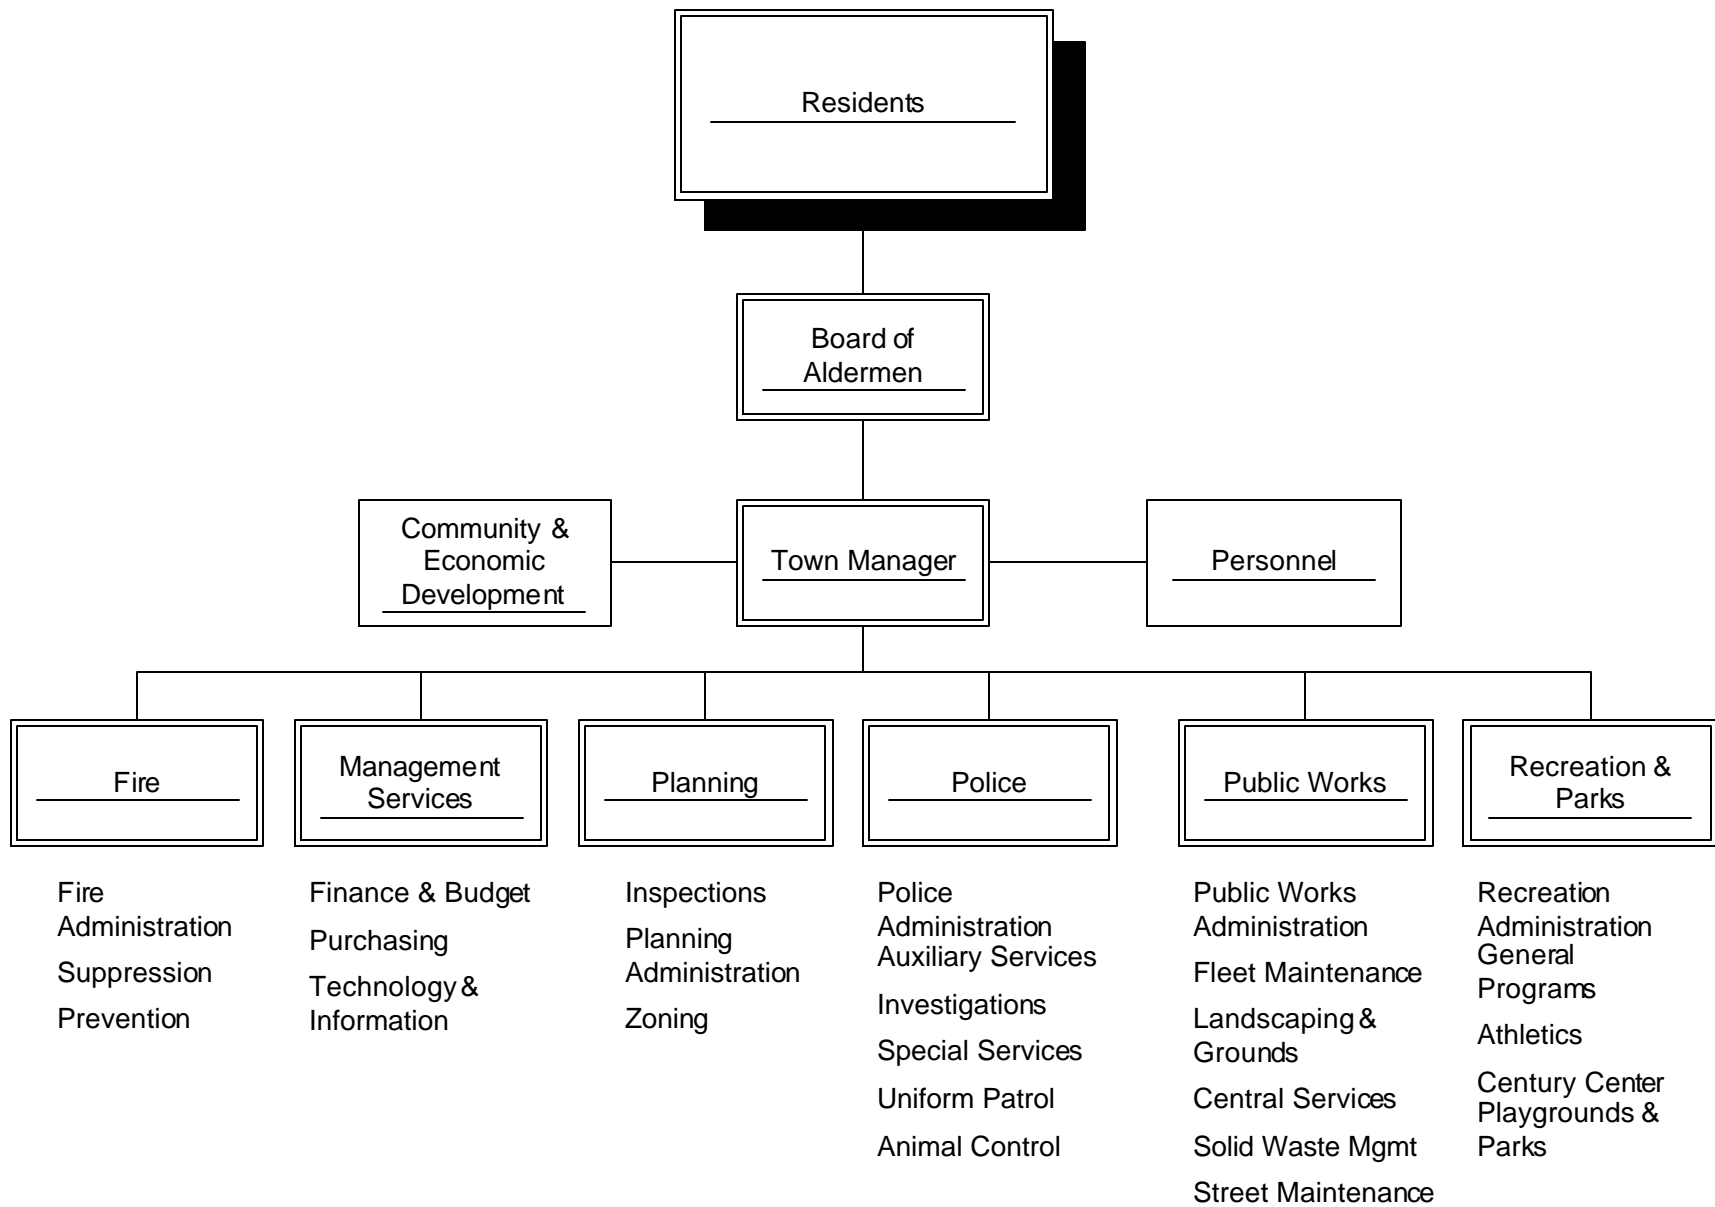 Residents
Board of
Aldermen
Community &
Economic
Development
Town Manager
Personnel
Fire
Management
Services
Planning
Police
Public Works
Recreation &
Parks
Fire
Administration
Suppression
Prevention
Finance & Budget
Purchasing
Technology &
Information
Inspections
Planning
Administration
Zoning
Police
Administration
Auxiliary Services
Investigations
Special Services
Uniform Patrol
Animal Control
Public Works
Administration
Fleet Maintenance
Landscaping &
Grounds
Central Services
Solid Waste Mgmt
Street Maintenance
Recreation
Administration
General
Programs
Athletics
Century Center
Playgrounds &
Parks